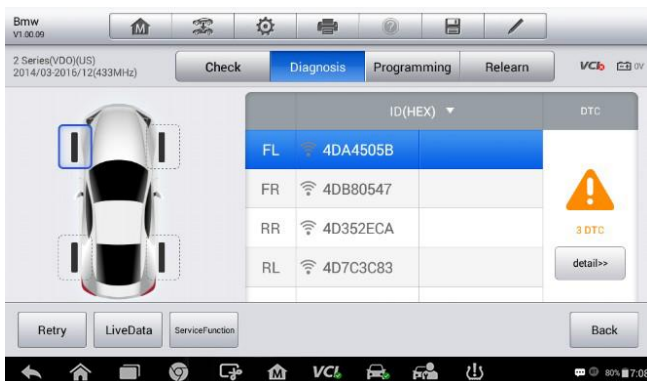 Bmw
V1.00.09
2 Series(VDO)(US)
2014/03-2016/12(433MHz)
Check
Diagnosis
Programming
Relearn
VCI
0V
ID(HEX) ▼
DTC
FL 4DA4505B
FR 4DB80547
RR 4D352ECA
RL 4D7C3C83
3 DTC
detail>>
Retry
LiveData
ServiceFunction
Back
VCI
80% 7:08